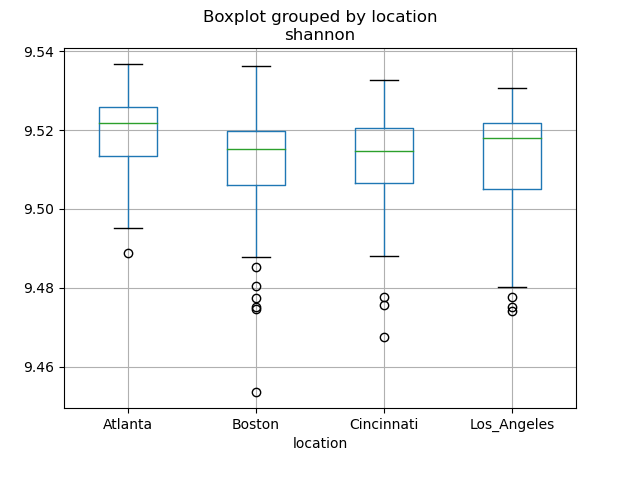 Boxplot grouped by location
shannon
9.54
9.52
9.50
9.48
9.46
Atlanta Boston Cincinnati Los_Angeles
location